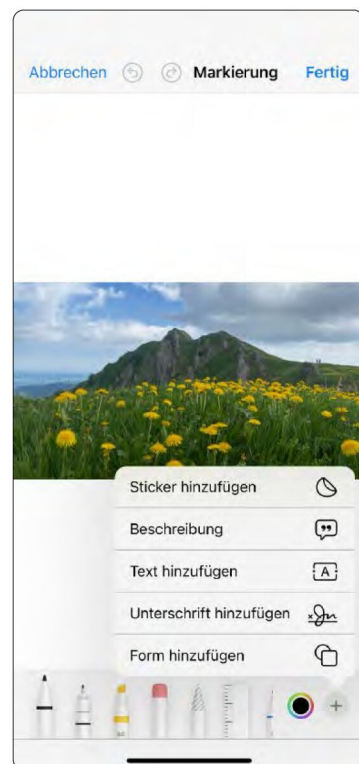 Abbrechen Markierung Fertig
Sticker hinzufügen
Beschreibung
Text hinzufügen
A
Unterschrift hinzufügen
Form hinzufügen